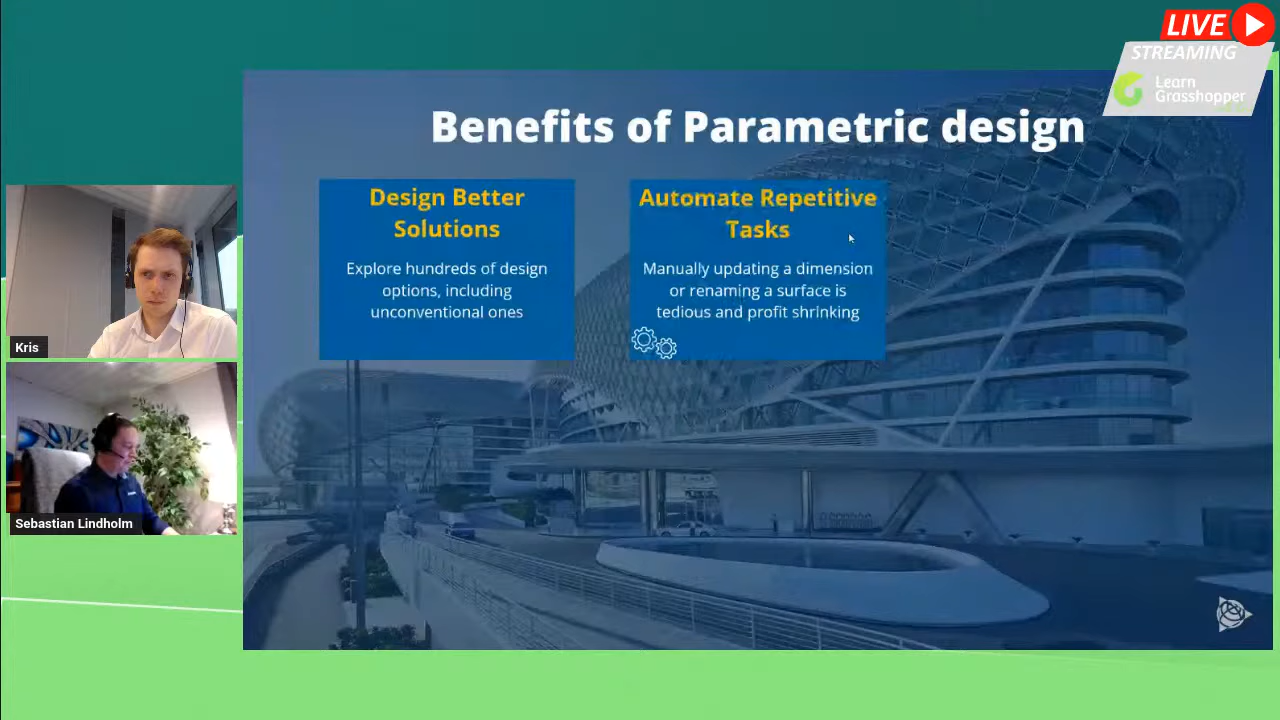 LIVE
STREAMING
Learn
Grasshopper
Benefits of Parametric design
Design Better
Solutions
Explore hundreds of design
options, including
unconventional ones
Automate Repetitive
Tasks
Manually updating a dimension
or renaming a surface is
tedious and profit shrinking
Kris
Sebastian Lindholm